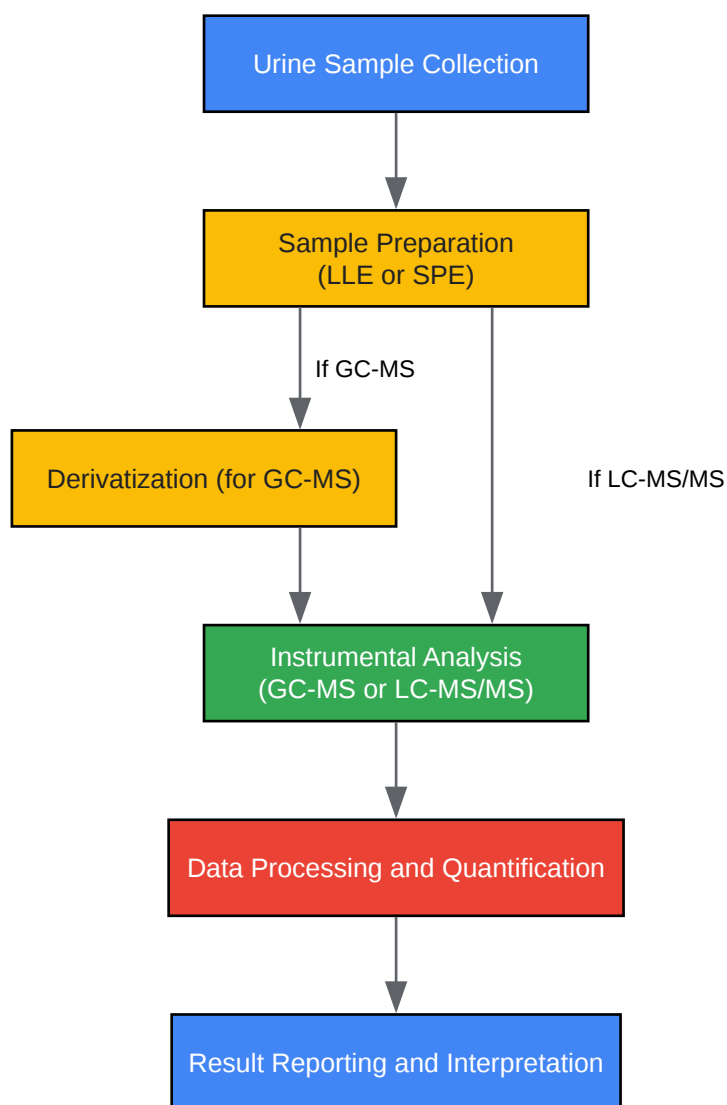 Urine Sample Collection
Sample Preparation
(LLE or SPE)
If GC-MS
Derivatization (for GC-MS)
If LC-MS/MS
Instrumental Analysis
(GC-MS or LC-MS/MS)
Data Processing and Quantification
Result Reporting and Interpretation